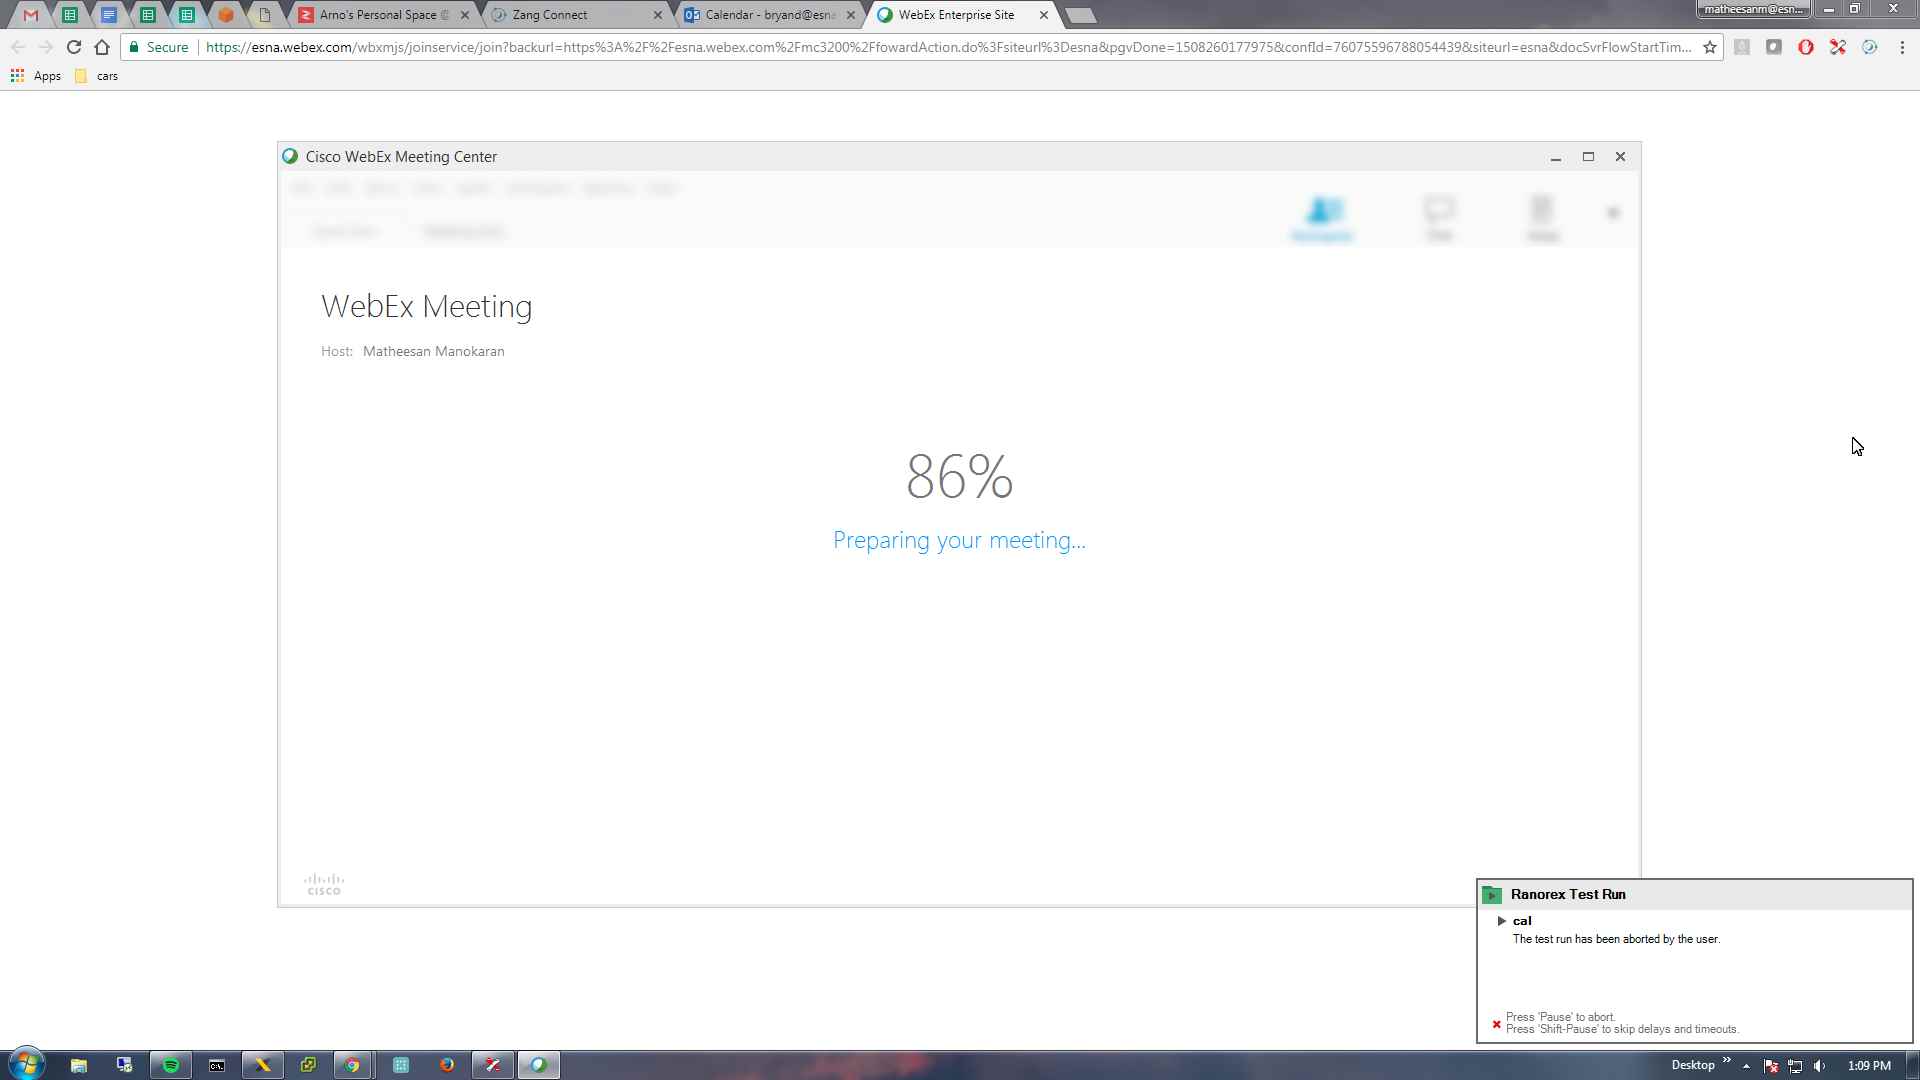 Arno's Personal Space @
Zang Connect
Calendar - bryand@esna
WebEx Enterprise Site
matheesanm@esn...
Secure
https://esna.webex.com/wbxmjs/joinservice/join?backurl=https%3A%2F%2Fesna.webex.com%2Fmc3200%2FfowardAction.do%3Fsiteurl%3Desna&pgvDone=1508260177975&confId=76075596788054439&siteurl=esna&docSvrFlowStartTim...
Apps
cars
Cisco WebEx Meeting Center
WebEx Meeting
Host: Matheesan Manokaran
86%
Preparing your meeting...
CISCO
Ranorex Test Run
cal
The test run has been aborted by the user.
Press 'Pause' to abort.
Press 'Shift-Pause' to skip delays and timeouts.
Desktop
1:09 PM